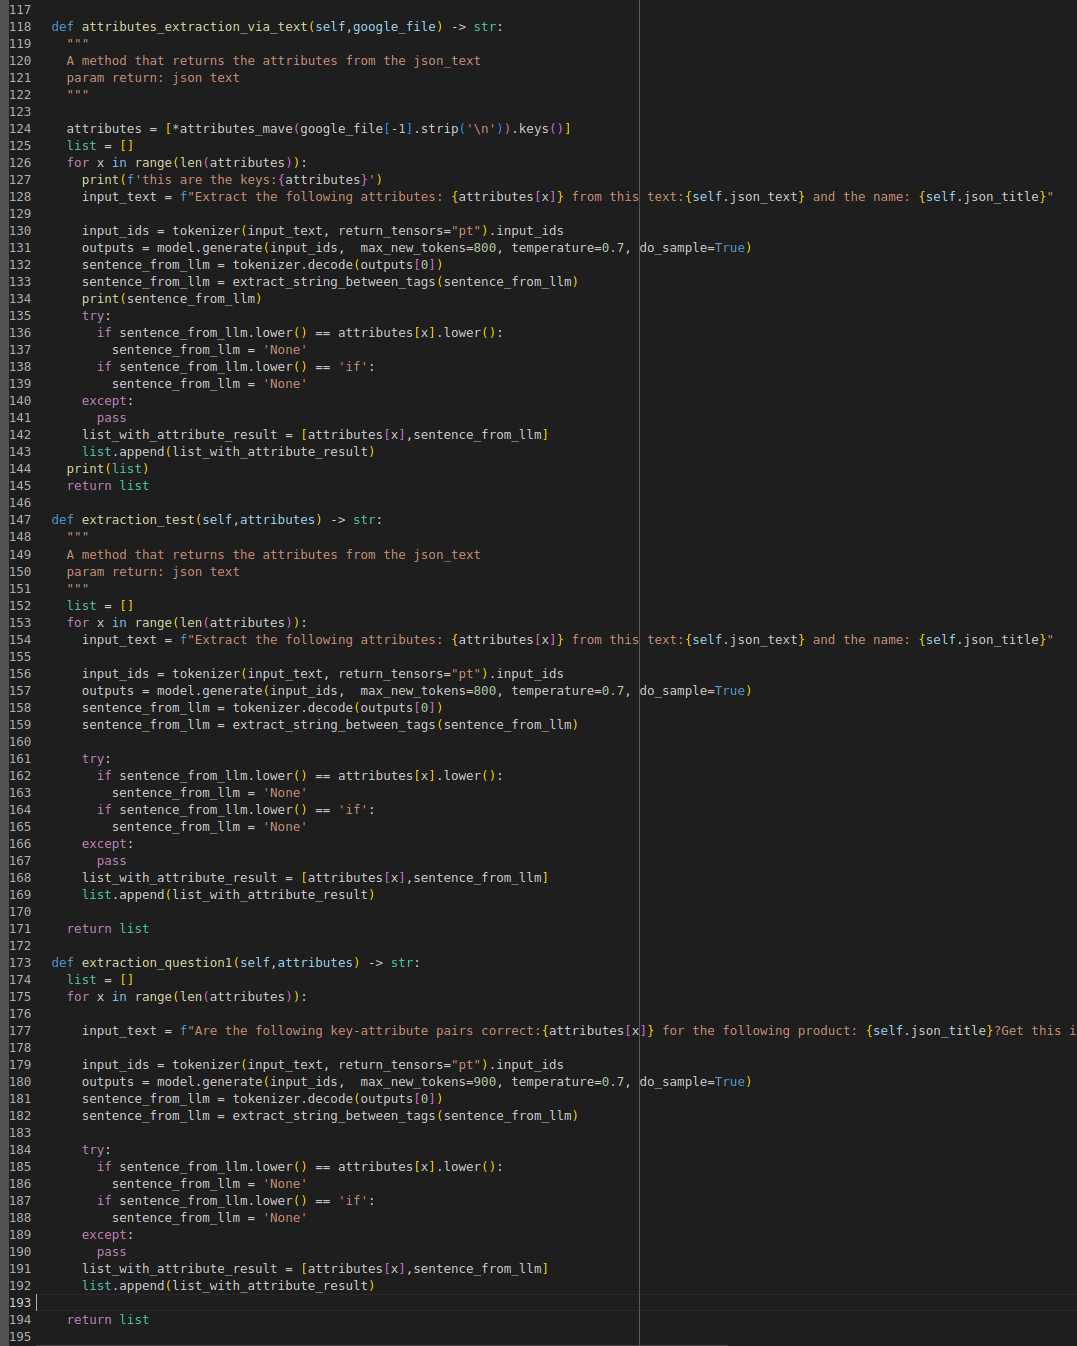 117
118 def attributes_extraction_via_text(self,google_file) -> str:
119 """
120 A method that returns the attributes from the json_text
121 param return: json text
122 """
123
124 attributes = [*attributes_mave(google_file[-1].strip('\n')).keys()]
125 list = []
126 for x in range(len(attributes)):
127 print(f'this are the keys:{attributes}')
128 input_text = f"Extract the following attributes: {attributes[x]} from this text:{self.json_text} and the name: {self.json_title}"
129
130 input_ids = tokenizer(input_text, return_tensors="pt").input_ids
131 outputs = model.generate(input_ids,  max_new_tokens=800, temperature=0.7, do_sample=True)
132 sentence_from_llm = tokenizer.decode(outputs[0])
133 sentence_from_llm = extract_string_between_tags(sentence_from_llm)
134 print(sentence_from_llm)
135 try:
136 if sentence_from_llm.lower() == attributes[x].lower():
137 sentence_from_llm = 'None'
138 if sentence_from_llm.lower() == 'if':
139 sentence_from_llm = 'None'
140 except:
141 pass
142 list_with_attribute_result = [attributes[x],sentence_from_llm]
143 list.append(list_with_attribute_result)
144 print(list)
145 return list
146
147 def extraction_test(self,attributes) -> str:
148 """
149 A method that returns the attributes from the json_text
150 param return: json text
151 """
152 list = []
153 for x in range(len(attributes)):
154 input_text = f"Extract the following attributes: {attributes[x]} from this text:{self.json_text} and the name: {self.json_title}"
155
156 input_ids = tokenizer(input_text, return_tensors="pt").input_ids
157 outputs = model.generate(input_ids,  max_new_tokens=800, temperature=0.7, do_sample=True)
158 sentence_from_llm = tokenizer.decode(outputs[0])
159 sentence_from_llm = extract_string_between_tags(sentence_from_llm)
160
161 try:
162 if sentence_from_llm.lower() == attributes[x].lower():
163 sentence_from_llm = 'None'
164 if sentence_from_llm.lower() == 'if':
165 sentence_from_llm = 'None'
166 except:
167 pass
168 list_with_attribute_result = [attributes[x],sentence_from_llm]
169 list.append(list_with_attribute_result)
170
171 return list
172
173 def extraction_question1(self,attributes) -> str:
174 list = []
175 for x in range(len(attributes)):
176
177 input_text = f"Are the following key-attribute pairs correct:{attributes[x]} for the following product: {self.json_title}?Get this i
178
179 input_ids = tokenizer(input_text, return_tensors="pt").input_ids
180 outputs = model.generate(input_ids,  max_new_tokens=900, temperature=0.7, do_sample=True)
181 sentence_from_llm = tokenizer.decode(outputs[0])
182 sentence_from_llm = extract_string_between_tags(sentence_from_llm)
183
184 try:
185 if sentence_from_llm.lower() == attributes[x].lower():
186 sentence_from_llm = 'None'
187 if sentence_from_llm.lower() == 'if':
188 sentence_from_llm = 'None'
189 except:
190 pass
191 list_with_attribute_result = [attributes[x],sentence_from_llm]
192 list.append(list_with_attribute_result)
193
194 return list
195